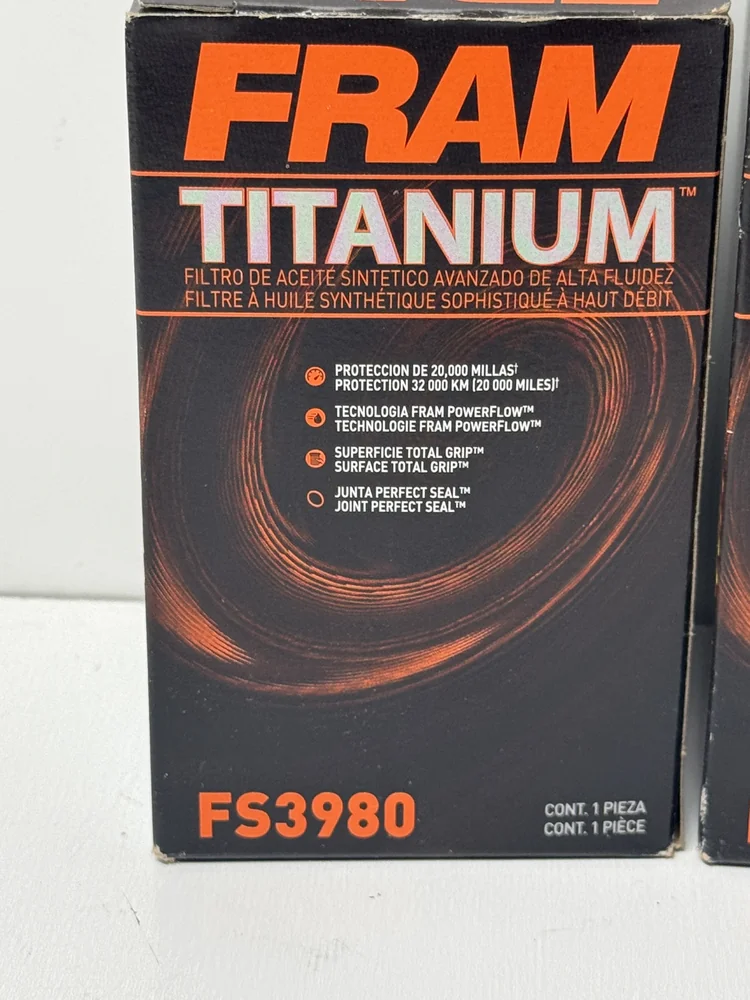 FRAM
TITANIUM™
FILTRO DE ACEITE SINTETICO AVANZADO DE ALTA FLUIDEZ
FILTRE À HUILE SYNTHÉTIQUE SOPHISTIQUÉ À HAUT DÉBIT
PROTECCION DE 20,000 MILLAS†
PROTECTION 32 000 KM (20 000 MILES)†
TECNOLOGIA FRAM POWERFLOW™
TECHNOLOGIE FRAM POWERFLOW™
SUPERFICIE TOTAL GRIP™
SURFACE TOTAL GRIP™
JUNTA PERFECT SEAL™
JOINT PERFECT SEAL™
FS3980
CONT. 1 PIEZA
CONT. 1 PIÈCE